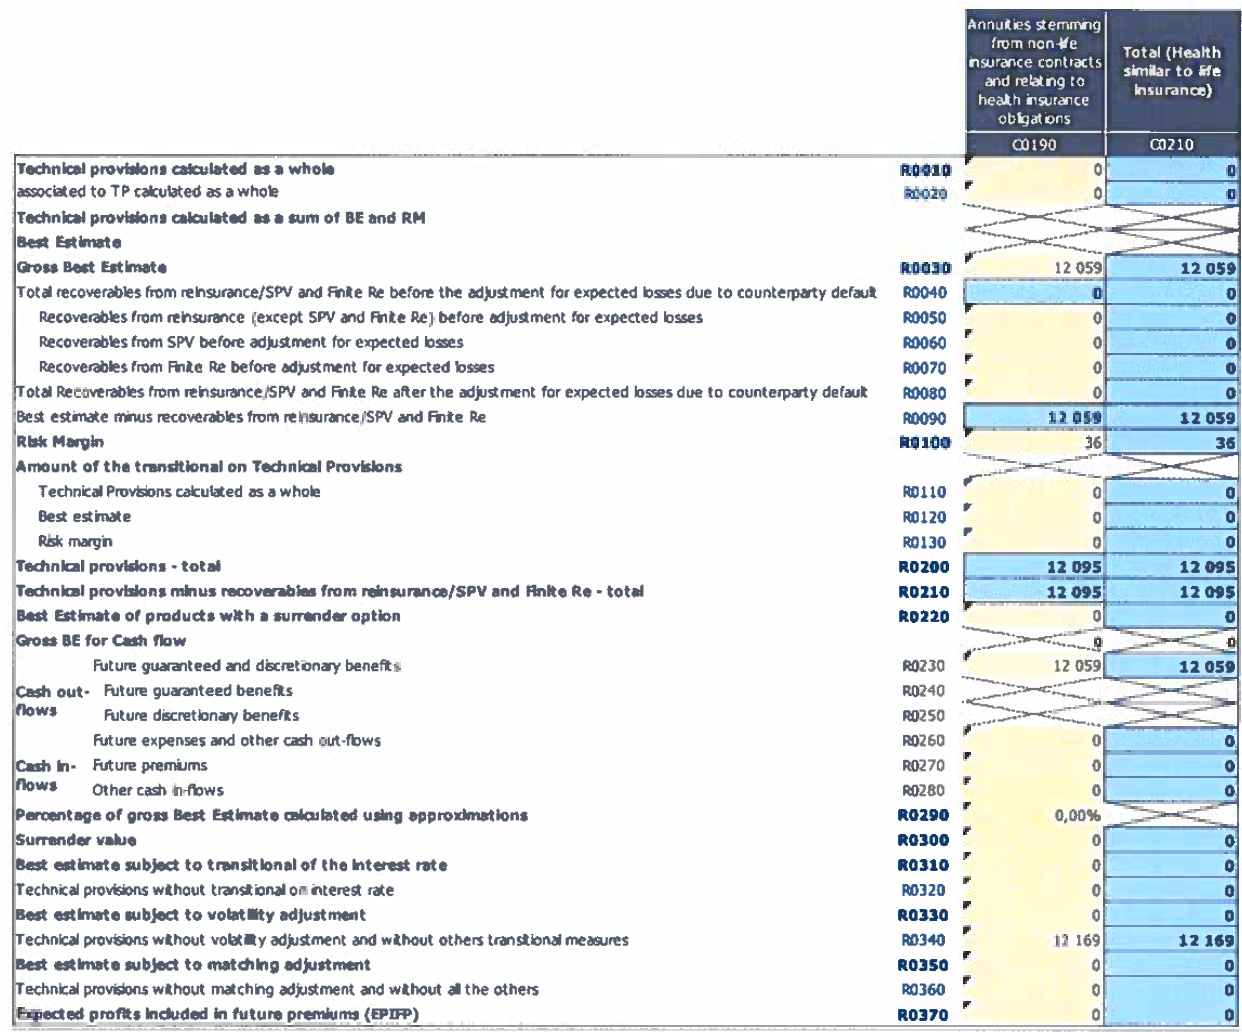 Annuities stemming
from non-life
insurance contracts
and relating to
health insurance
obligations
Total (Health
similar to life
insurance)
C0190 C0210
Technical provisions calculated as a whole R0010 0 0
associated to TP calculated as a whole R0020 0 0
Technical provisions calculated as a sum of BE and RM
Best Estimate
Gross Best Estimate R0030 12 059 12 059
Total recoverables from reinsurance/SPV and Finite Re before the adjustment for expected losses due to counterparty default R0040 0 0
Recoverables from reinsurance (except SPV and Finite Re) before adjustment for expected losses R0050 0 0
Recoverables from SPV before adjustment for expected losses R0060 0 0
Recoverables from Finite Re before adjustment for expected losses R0070 0 0
Total Recoverables from reinsurance/SPV and Finite Re after the adjustment for expected losses due to counterparty default R0080 0 0
Best estimate minus recoverables from reinsurance/SPV and Finite Re R0090 12 059 12 059
Risk Margin R0100 36 36
Amount of the transitional on Technical Provisions
Technical Provisions calculated as a whole R0110 0 0
Best estimate R0120 0 0
Risk margin R0130 0 0
Technical provisions - total R0200 12 095 12 095
Technical provisions minus recoverables from reinsurance/SPV and Finite Re - total R0210 12 095 12 095
Best Estimate of products with a surrender option R0220 0 0
Gross BE for Cash flow 0 0
Future guaranteed and discretionary benefits R0230 12 059 12 059
Cash out- Future guaranteed benefits R0240
flows Future discretionary benefits R0250
Future expenses and other cash out-flows R0260 0 0
Cash in- Future premiums R0270 0 0
flows Other cash in-flows R0280 0 0
Percentage of gross Best Estimate calculated using approximations R0290 0,00%
Surrender value R0300 0 0
Best estimate subject to transitional of the interest rate R0310 0 0
Technical provisions without transitional on interest rate R0320 0 0
Best estimate subject to volatility adjustment R0330 0 0
Technical provisions without volatility adjustment and without others transitional measures R0340 12 169 12 169
Best estimate subject to matching adjustment R0350 0 0
Technical provisions without matching adjustment and without all the others R0360 0 0
Expected profits included in future premiums (EPIFP) R0370 0 0